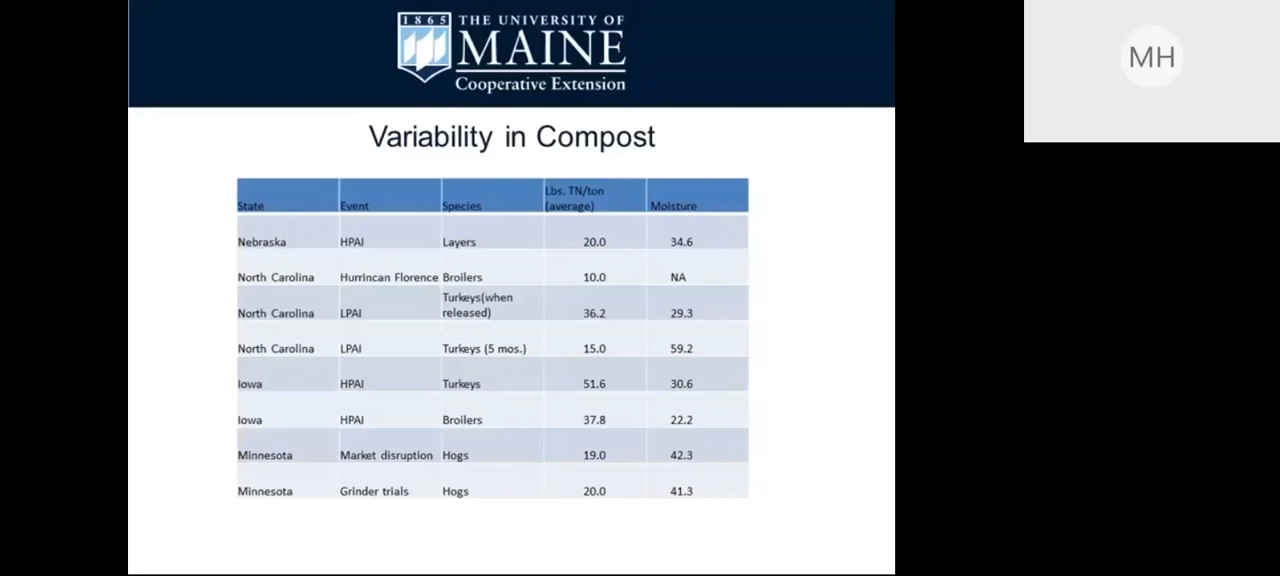 1865 THE UNIVERSITY OF
MAINE
Cooperative Extension
MH
Variability in Compost
State Event Species Lbs. TN/ton (average) Moisture
Nebraska HPAI Layers 20.0 34.6
North Carolina Hurrincan Florence Broilers 10.0 NA
North Carolina LPAI Turkeys(when released) 36.2 29.3
North Carolina LPAI Turkeys (5 mos.) 15.0 59.2
Iowa HPAI Turkeys 51.6 30.6
Iowa HPAI Broilers 37.8 22.2
Minnesota Market disruption Hogs 19.0 42.3
Minnesota Grinder trials Hogs 20.0 41.3